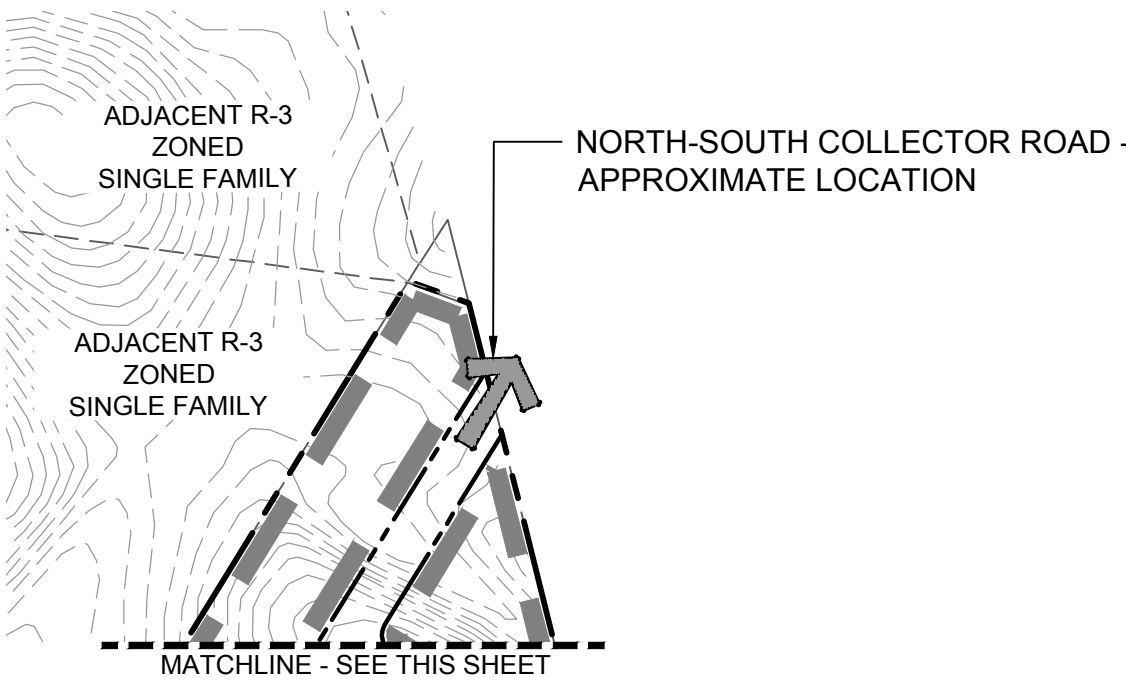 ADJACENT R-3
ZONED
SINGLE FAMILY
NORTH-SOUTH COLLECTOR ROAD -
APPROXIMATE LOCATION
ADJACENT R-3
ZONED
SINGLE FAMILY
MATCHLINE - SEE THIS SHEET